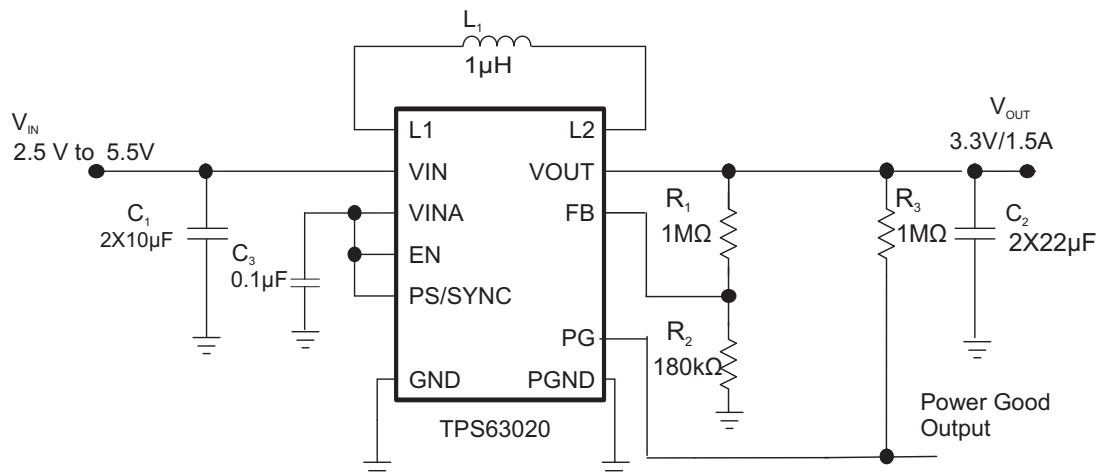 L₁
1µH
V_IN
2.5 V to 5.5V
V_OUT
3.3V/1.5A
L1
L2
VIN
VOUT
VINA
FB
EN
PS/SYNC
PG
GND
PGND
C₁
2X10µF
C₃
0.1µF
R₁
1MΩ
R₂
180kΩ
R₃
1MΩ
C₂
2X22µF
Power Good
Output
TPS63020